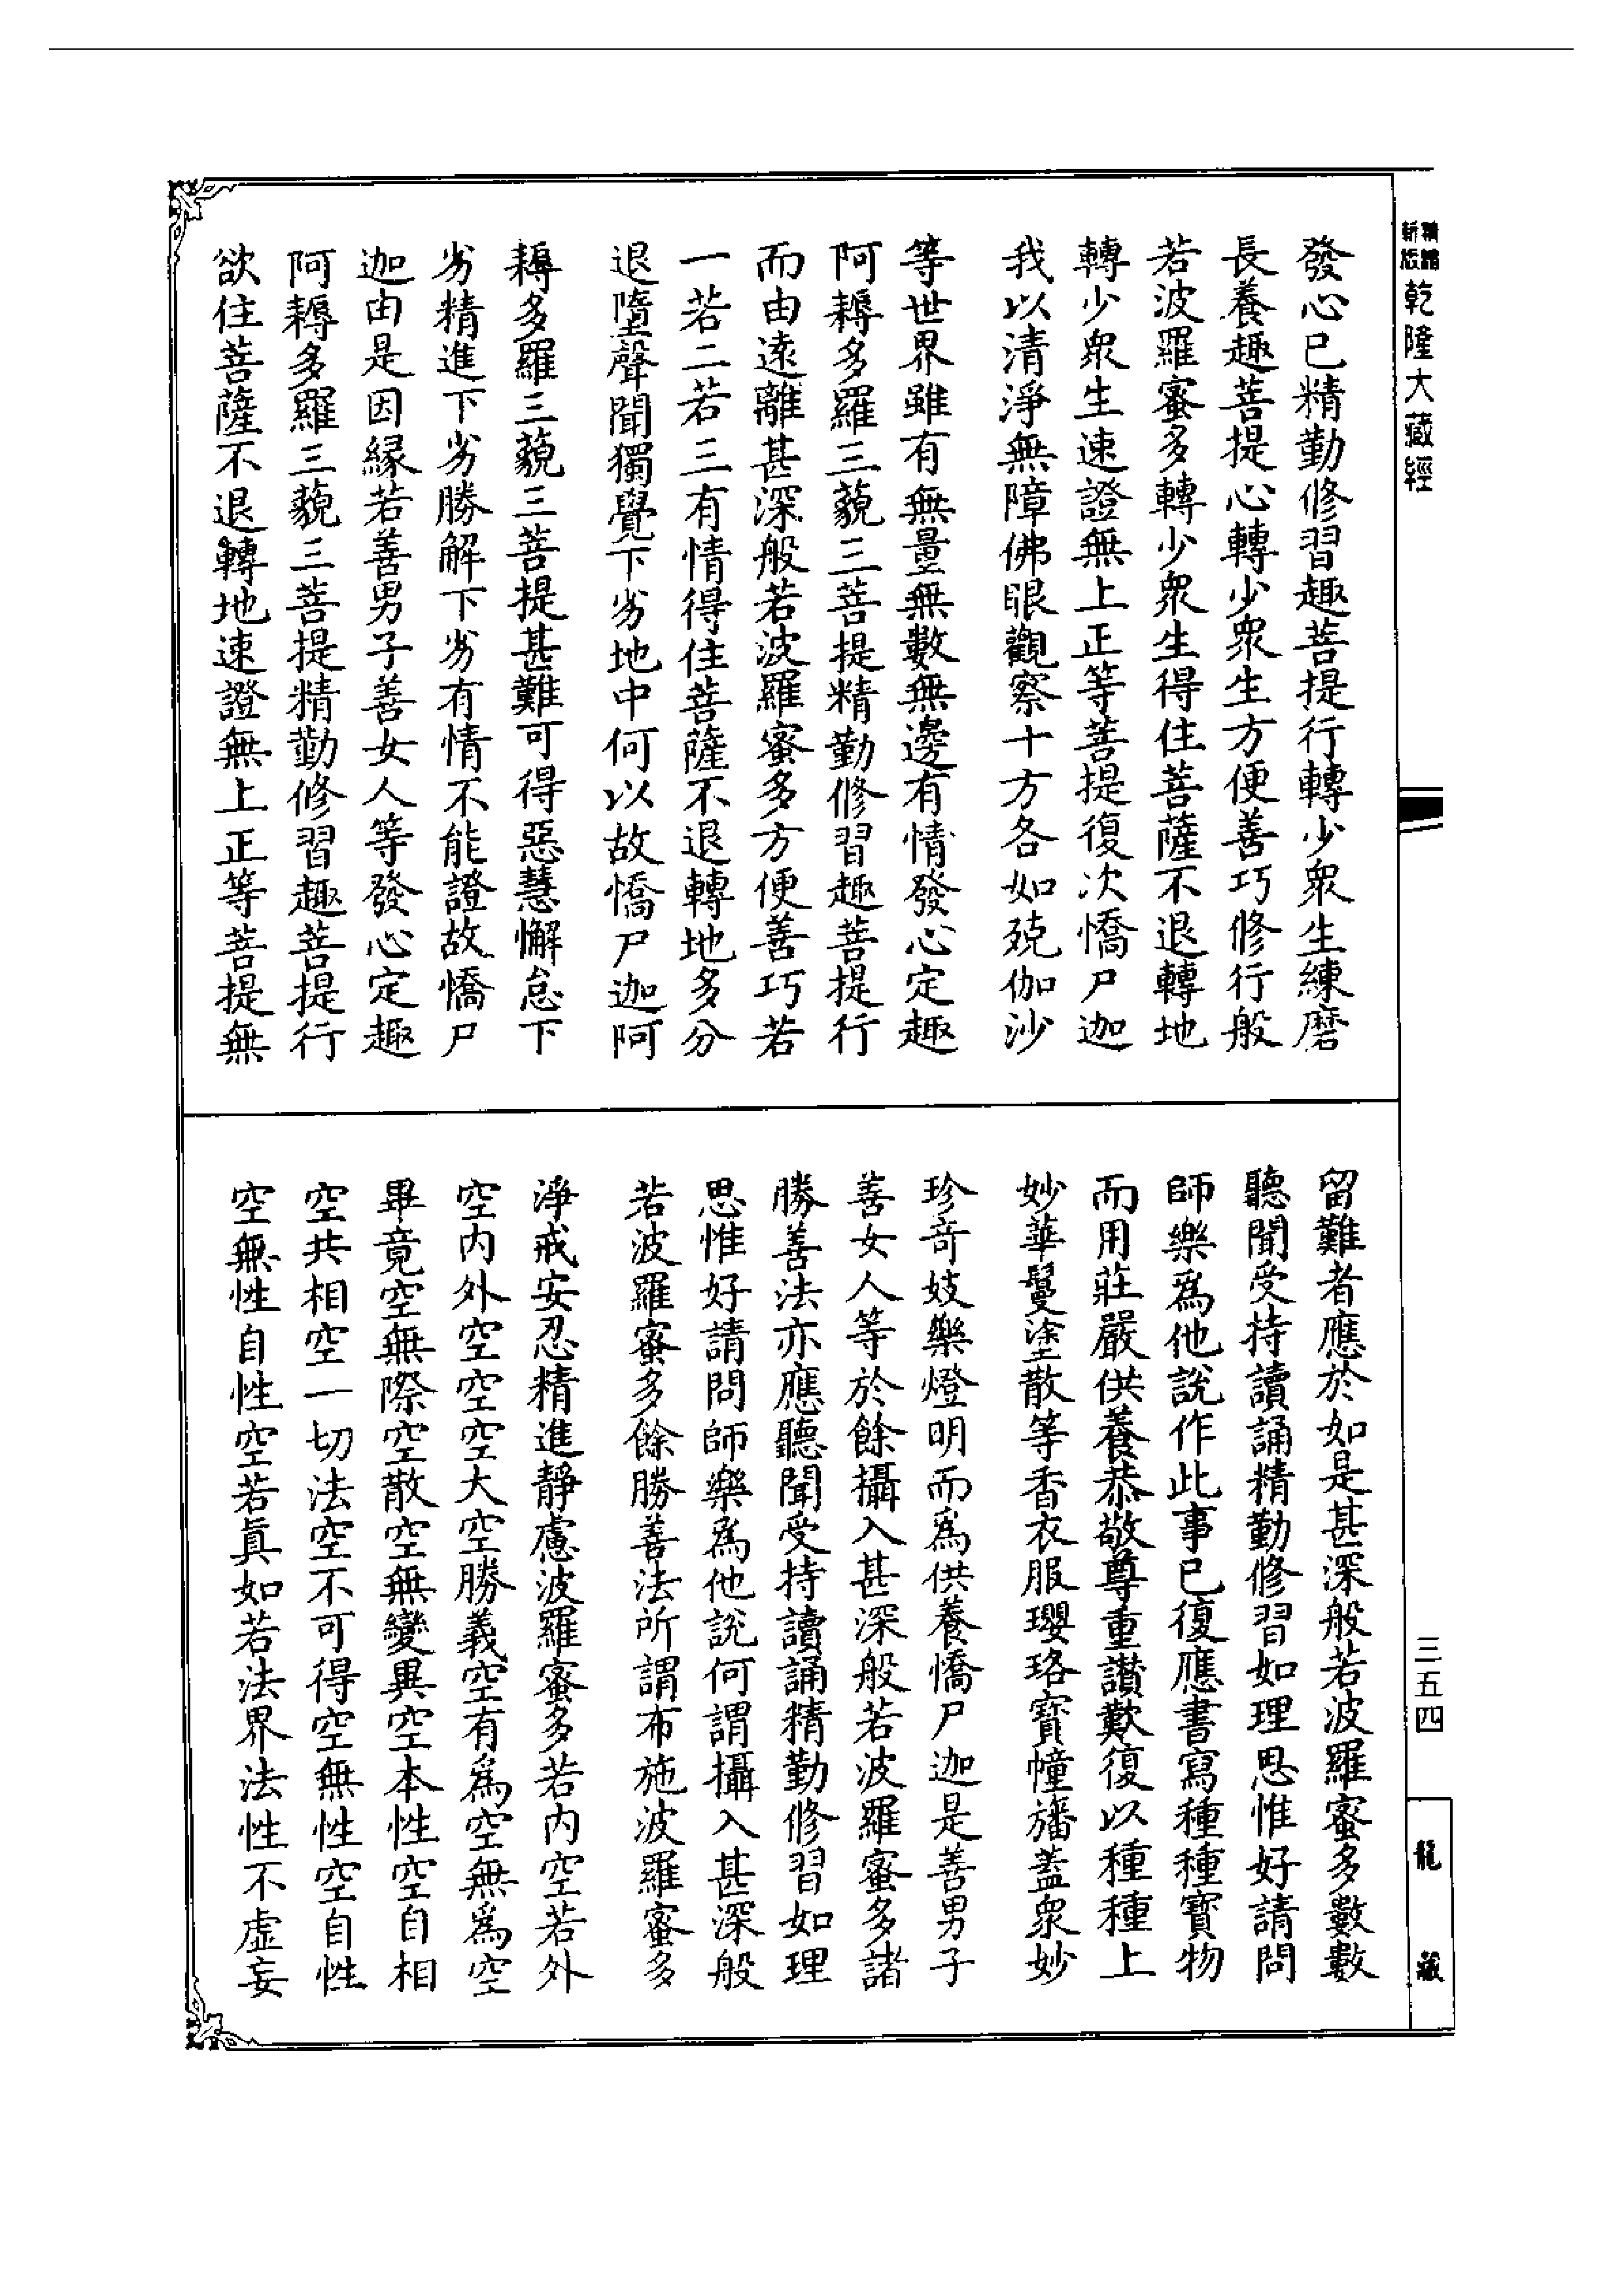 乾隆大藏經
發心已精勤修習趣菩提行轉少衆生練磨
長養趣菩提心轉少衆生方便善巧修行般
若波羅蜜多轉少衆生得住菩薩不退轉地
轉少衆生速證無上正等菩提復次憍尸迦
我以清淨無障佛眼觀察十方各如殑伽沙
等世界雖有無量無數無邊有情發心定趣
阿耨多羅三藐三菩提精勤修習趣菩提行
而由遠離甚深般若波羅蜜多方便善巧若
一若二若三有情得住菩薩不退轉地多分
退墮聲聞獨覺下劣地中何以故憍尸迦阿
耨多羅三藐三菩提甚難可得惡慧懈怠下
劣精進下劣勝解下劣有情不能證故憍尸
迦由是因縁若善男子善女人等發心定趣
阿耨多羅三藐三菩提精勤修習趣菩提行
欲住菩薩不退轉地速證無上正等菩提無
留難者應於如是甚深般若波羅蜜多數數
聽聞受持讀誦精勤修習如理思惟好請問
師樂爲他說作此事已復應書寫種種寶物
而用莊嚴供養恭敬尊重讃歎復以種種上
妙華鬘塗散等香衣服瓔珞寶幢旛蓋衆妙
珍奇妓樂燈明而爲供養憍尸迦是善男子
善女人等於餘攝入甚深般若波羅蜜多諸
勝善法亦應聽聞受持讀誦精勤修習如理
思惟好請問師樂爲他說何謂攝入甚深般
若波羅蜜多餘勝善法所謂布施波羅蜜多
淨戒安忍精進靜慮波羅蜜多若内空若外
空内外空空空大空勝義空有爲空無爲空
畢竟空無際空散空無變異空本性空自相
空共相空一切法空不可得空無性空自性
空無性自性空若真如若法界法性不虛妄
三五四
龍藏